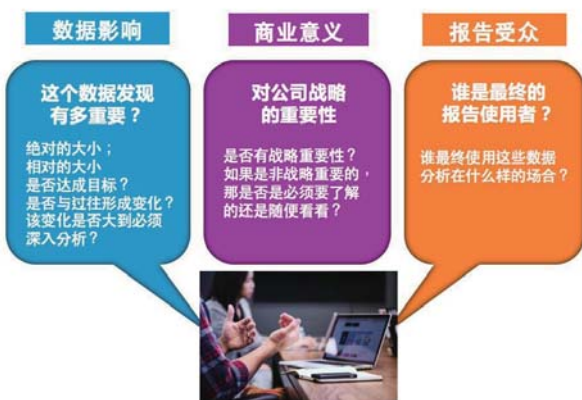 数据影响
商业意义
报告受众
这个数据发现
有多重要？
绝对的大小；
相对的大小
是否达成目标？
是否与过往形成变化？
该变化是否大到必须
深入分析？
对公司战略
的重要性
是否有战略重要性？
如果是非战略重要的，
那是否是必须要了解
的还是随便看看？
谁是最终的
报告使用者？
谁最终使用这些数据
分析在什么样的场合？